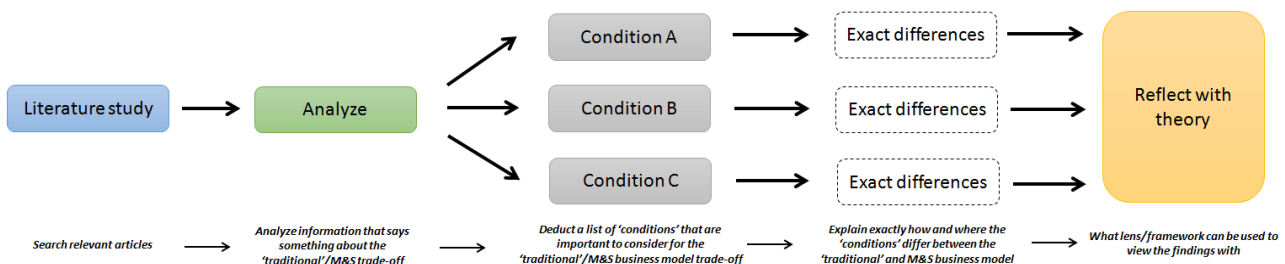 Literature study
Analyze
Condition A
Condition B
Condition C
Exact differences
Exact differences
Exact differences
Reflect with
theory
Search relevant articles
Analyze information that says
something about the
'traditional'/M&S trade-off
Deduct a list of 'conditions' that are
important to consider for the
'traditional'/M&S business model trade-off
Explain exactly how and where the
'conditions' differ between the
'traditional' and M&S business model
What lens/framework can be used to
view the findings with